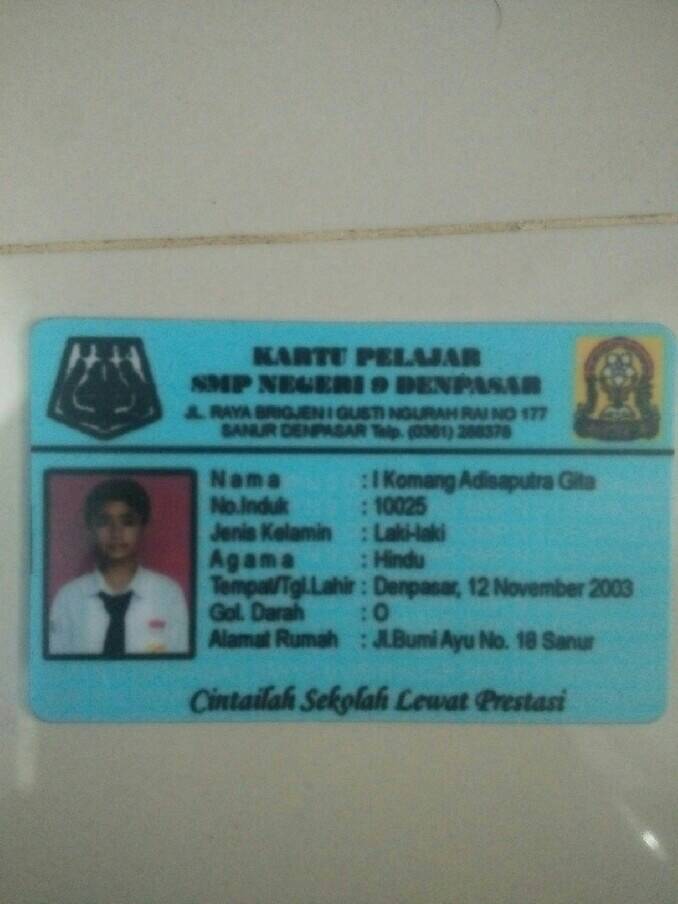 KARTU PELAJAR
SMP NEGERI 9 DENPASAR
JL. RAYA BRIGJEN I GUSTI NGURAH RAI NO 177
SANUR DENPASAR Telp. (0361) 288378
Nama : I Komang Adisaputra Gita
No.Induk : 10025
Jenis Kelamin : Laki-laki
Agama : Hindu
Tempat/Tgl.Lahir : Denpasar, 12 November 2003
Gol. Darah : O
Alamat Rumah : Jl.Bumi Ayu No. 18 Sanur
Cintailah Sekolah Lewat Prestasi